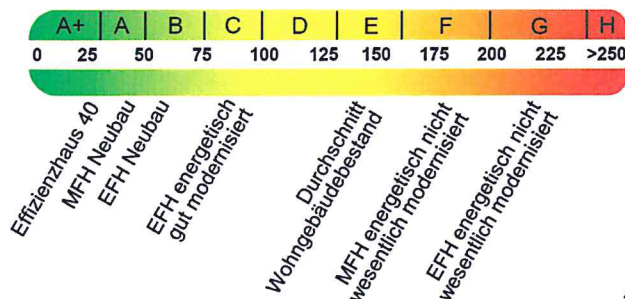 A+ A B C D E F G H
0 25 50 75 100 125 150 175 200 225 >250
Effizienzhaus 40
MFH Neubau
EFH Neubau
EFH energetisch
gut modernisiert
Durchschnitt
Wohngebäudebestand
MFH energetisch nicht
wesentlich modernisiert
EFH energetisch nicht
wesentlich modernisiert